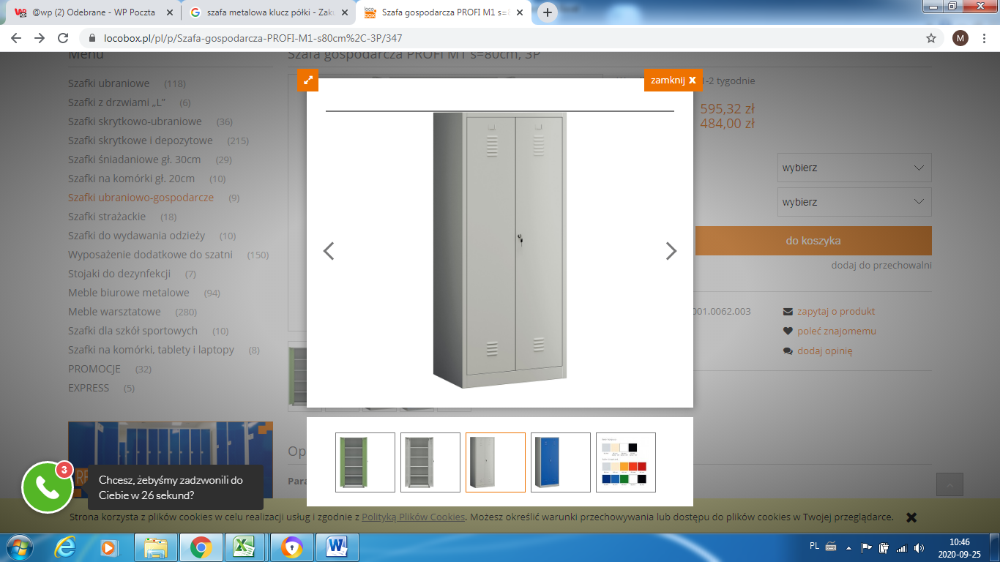 @wp (2) Odebrane - WP Poczta
szafa metalowa klucz półki - Zaku
Szafa gospodarcza PROFI M1 s=8
locobox.pl/pl/p/Szafa-gospodarcza-PROFI-M1-s80cm%2C-3P/347
M
Menu
Szafki ubraniowe (118)
Szafki z drzwiami „L” (6)
Szafki skrytkowo-ubraniowe (36)
Szafki skrytkowe i depozytowe (215)
Szafki śniadaniowe gł. 30cm (29)
Szafki na komórki gł. 20cm (10)
Szafki ubraniowo-gospodarcze (9)
Szafki strażackie (18)
Szafki do wydawania odzieży (10)
Wyposażenie dodatkowe do szatni (150)
Stojaki do dezynfekcji (7)
Meble biurowe metalowe (94)
Meble warsztatowe (280)
Szafki dla szkół sportowych (10)
Szafki na komórki, tablety i laptopy (8)
PROMOCJE (32)
EXPRESS (5)
Szafa gospodarcza PROFI M1 s=80cm, 3P
zamknij x
1-2 tygodnie
595,32 zł
484,00 zł
wybierz
wybierz
do koszyka
dodaj do przechowalni
001.0062.003
zapytaj o produkt
poleć znajomemu
dodaj opinię
Op
Para
3
Chcesz, żebyśmy zadzwonili do
Ciebie w 26 sekund?
Strona korzysta z plików cookies w celu realizacji usług i zgodnie z Polityką Plików Cookies. Możesz określić warunki przechowywania lub dostępu do plików cookies w Twojej przeglądarce.
PL
10:46
2020-09-25